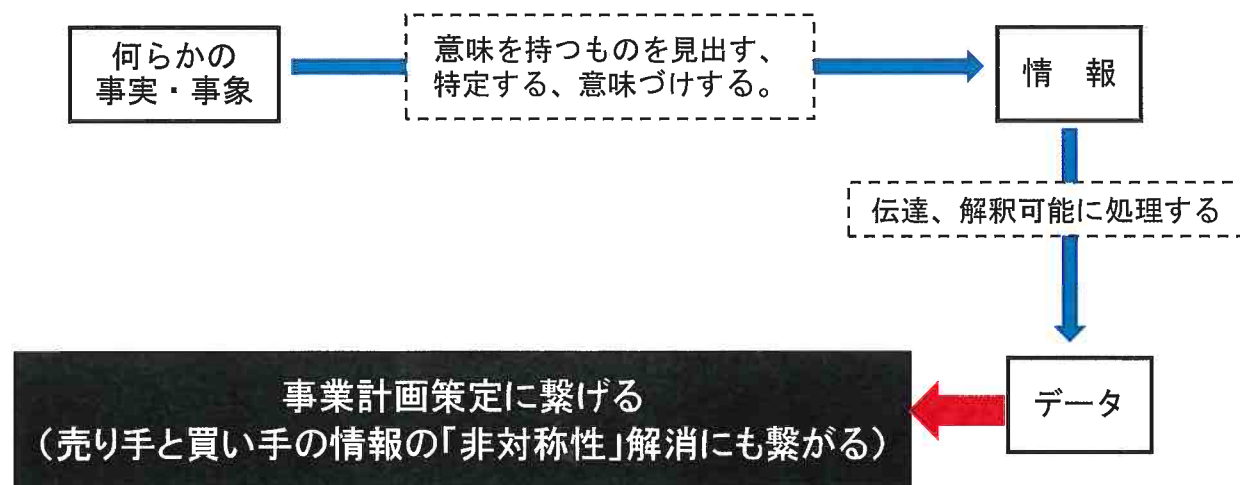 何らかの
事実・事象
意味を持つものを見出す、
特定する、意味づけする。
情 報
伝達、解釈可能に処理する
データ
事業計画策定に繋げる
(売り手と買い手の情報の「非対称性」解消にも繋がる)